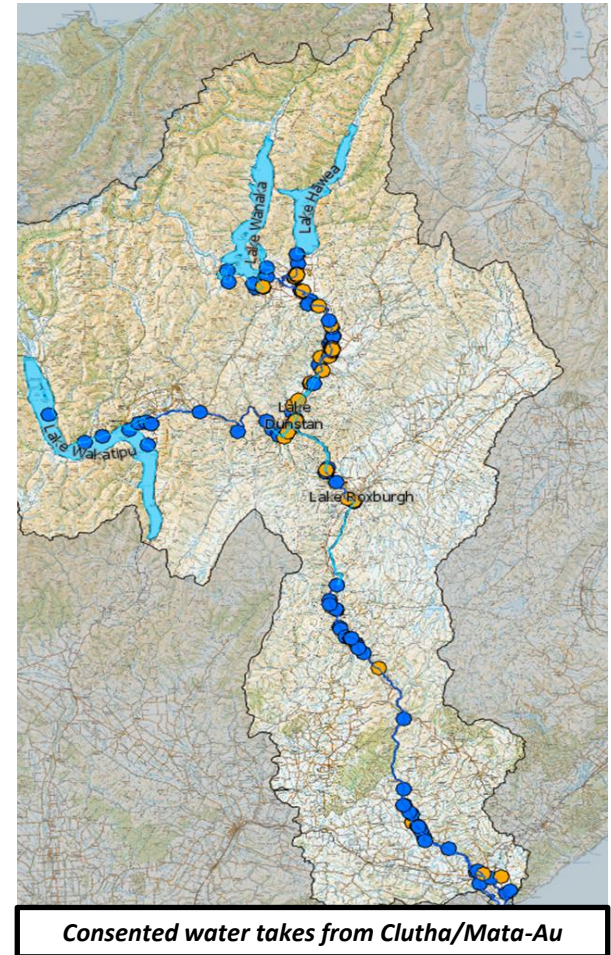 Lake Wanaka
Lake Hawea
Lake
Dunstan
Lake Wakatipu
Lake Roxburgh
Consented water takes from Clutha/Mata-Au